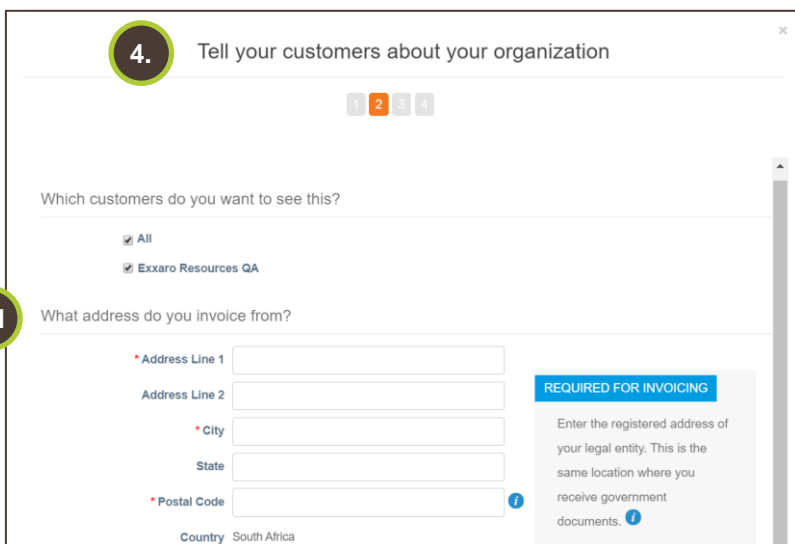 4.
Tell your customers about your organization
×
1 2 3 4
Which customers do you want to see this?
All
Exxaro Resources QA
What address do you invoice from?
* Address Line 1
Address Line 2
* City
State
* Postal Code
i
Country South Africa
REQUIRED FOR INVOICING
Enter the registered address of
your legal entity. This is the
same location where you
receive government
documents. i